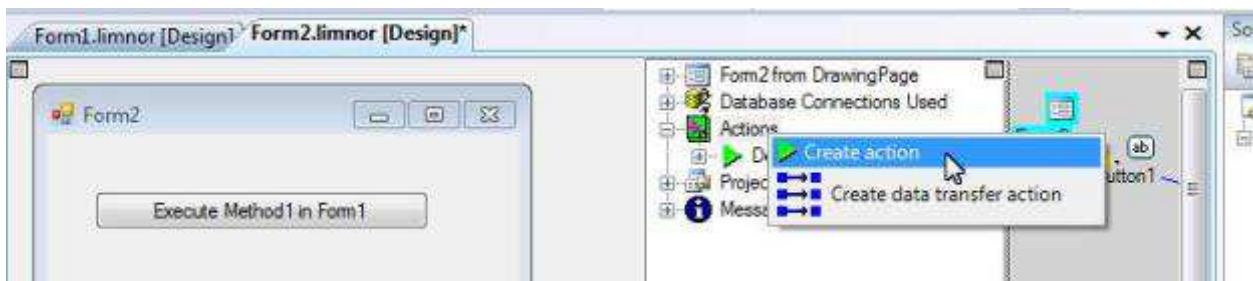 Form1.limnor [Design] Form2.limnor [Design]*
Form2
Execute Method1 in Form1
Form2 from DrawingPage
Database Connections Used
Actions
Create action
Create data transfer action
ab